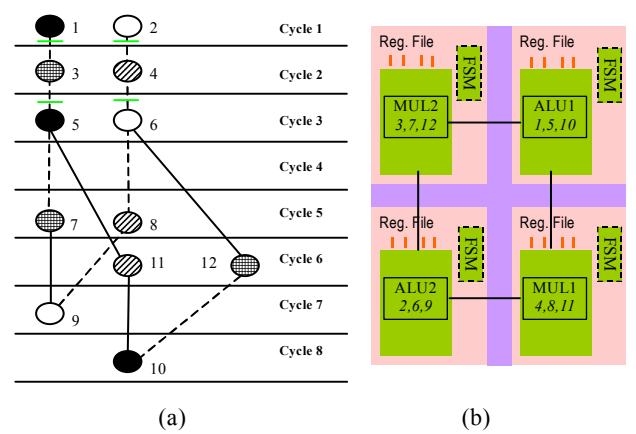 1
2
Cycle 1
3
4
Cycle 2
5
6
Cycle 3
Cycle 4
7
8
Cycle 5
11
12
Cycle 6
9
Cycle 7
10
Cycle 8
(a)
Reg. File
FSM
MUL2
3,7,12
Reg. File
FSM
ALU1
1,5,10
Reg. File
FSM
ALU2
2,6,9
Reg. File
FSM
MUL1
4,8,11
(b)